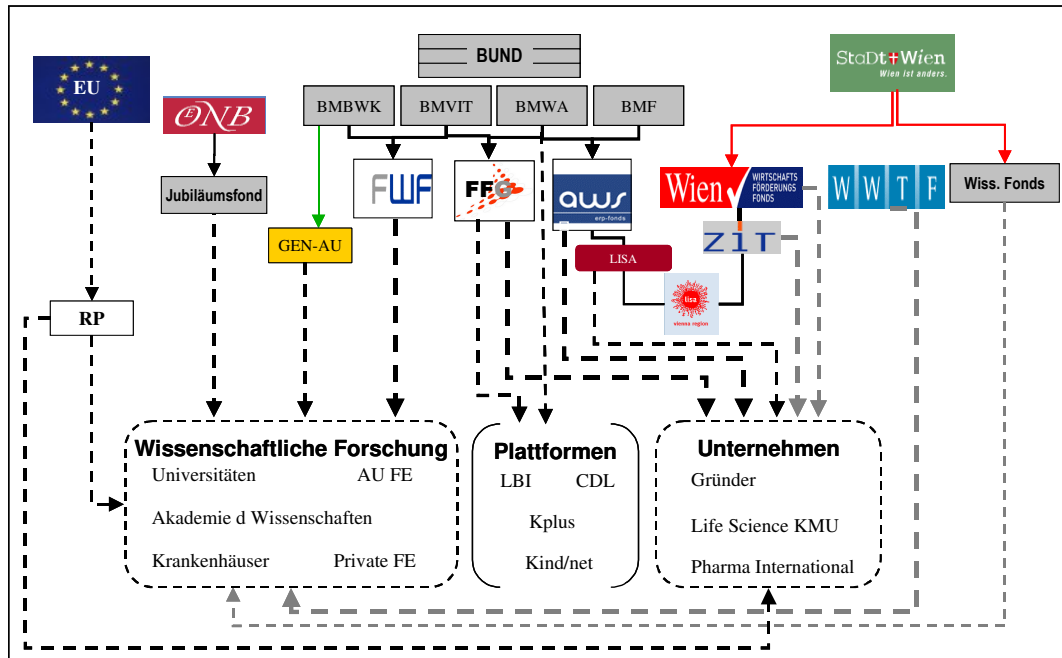 BUND
StaDt Wien
Wien ist anders.
EU
ŒNB
BMBWK
BMVIT
BMWA
BMF
Jubiläumsfond
FWF
FFG
aws
erp-fonds
Wien
WIRTSCHAFTS
FÖRDERUNGS
FONDS
WWTF
Wiss. Fonds
GEN-AU
LISA
ZiT
lisa
vienna region
RP
Wissenschaftliche Forschung
Universitäten
AU FE
Akademie d Wissenschaften
Krankenhäuser
Private FE
Plattformen
LBI
CDL
Kplus
Kind/net
Unternehmen
Gründer
Life Science KMU
Pharma International